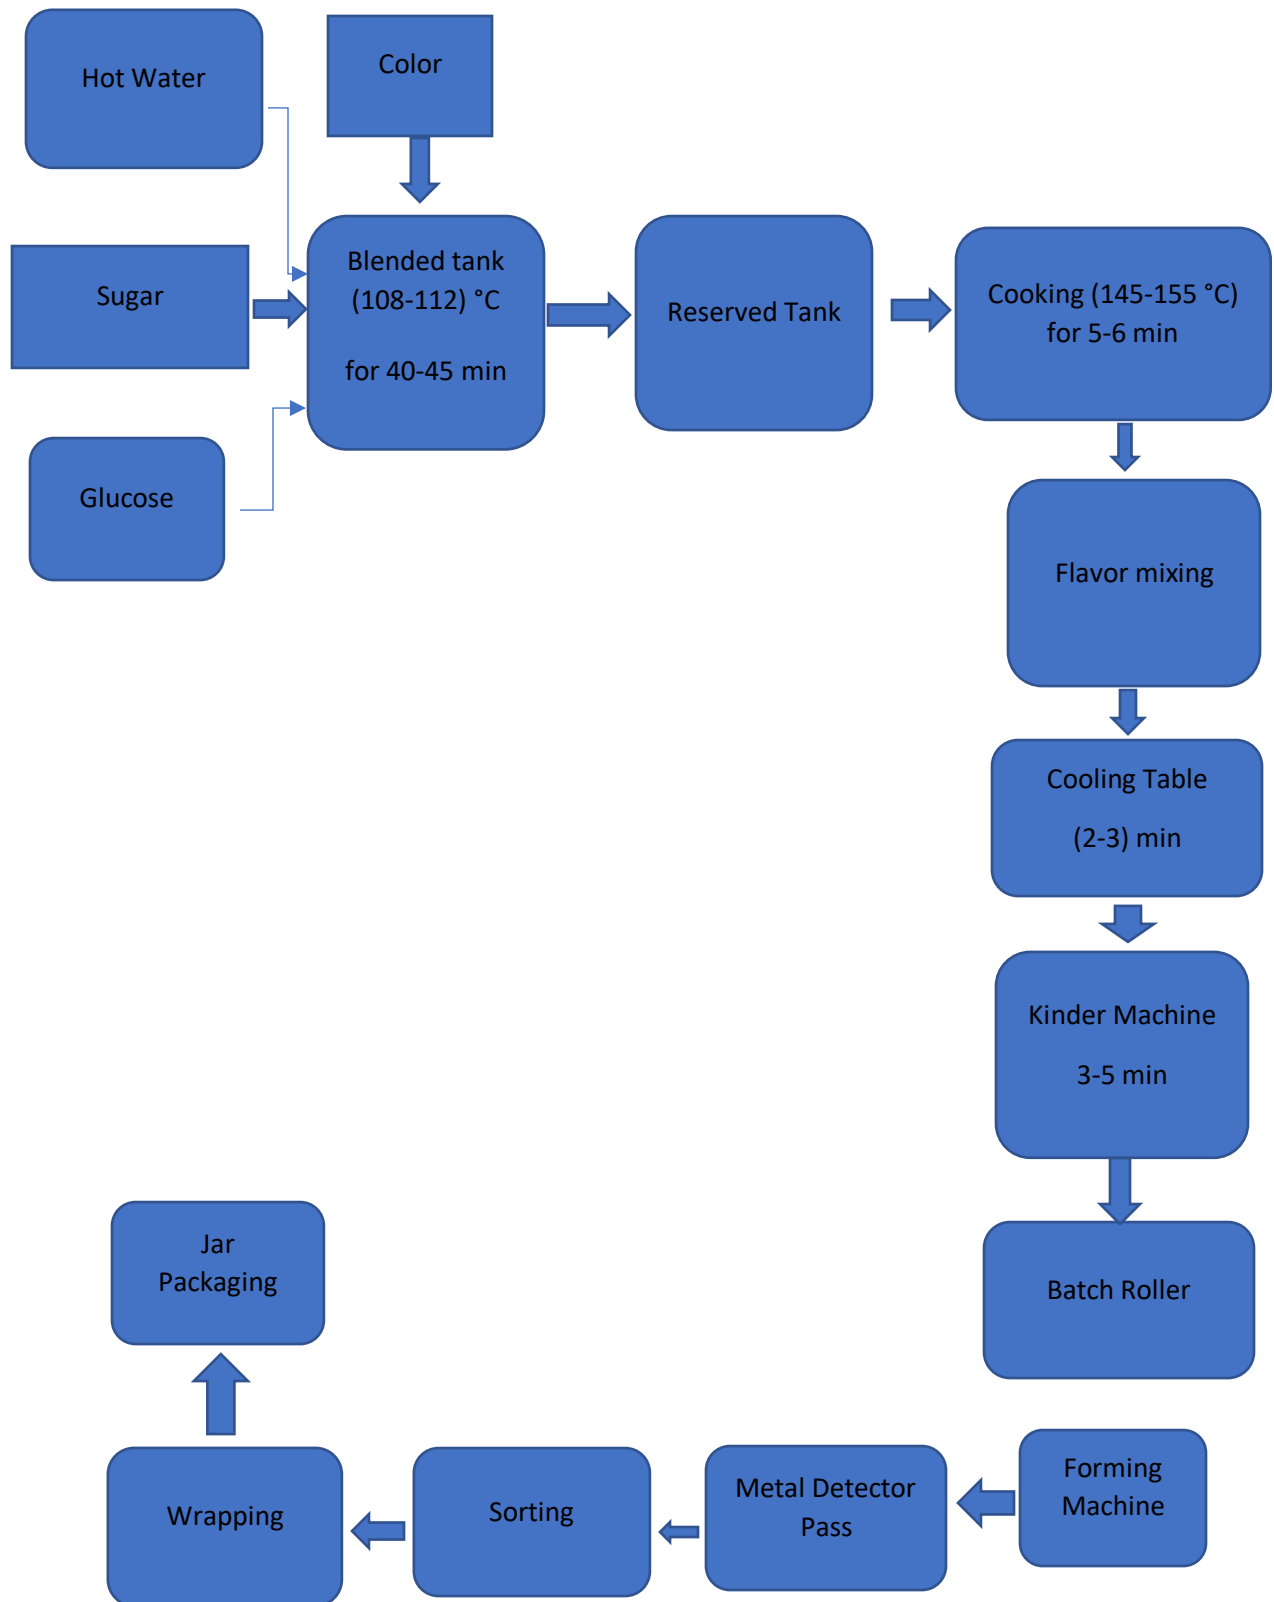 Hot Water
Color
Sugar
Blended tank
(108-112) °C
for 40-45 min
Reserved Tank
Cooking (145-155 °C)
for 5-6 min
Glucose
Flavor mixing
Cooling Table
(2-3) min
Kinder Machine
3-5 min
Batch Roller
Forming
Machine
Metal Detector
Pass
Sorting
Wrapping
Jar
Packaging